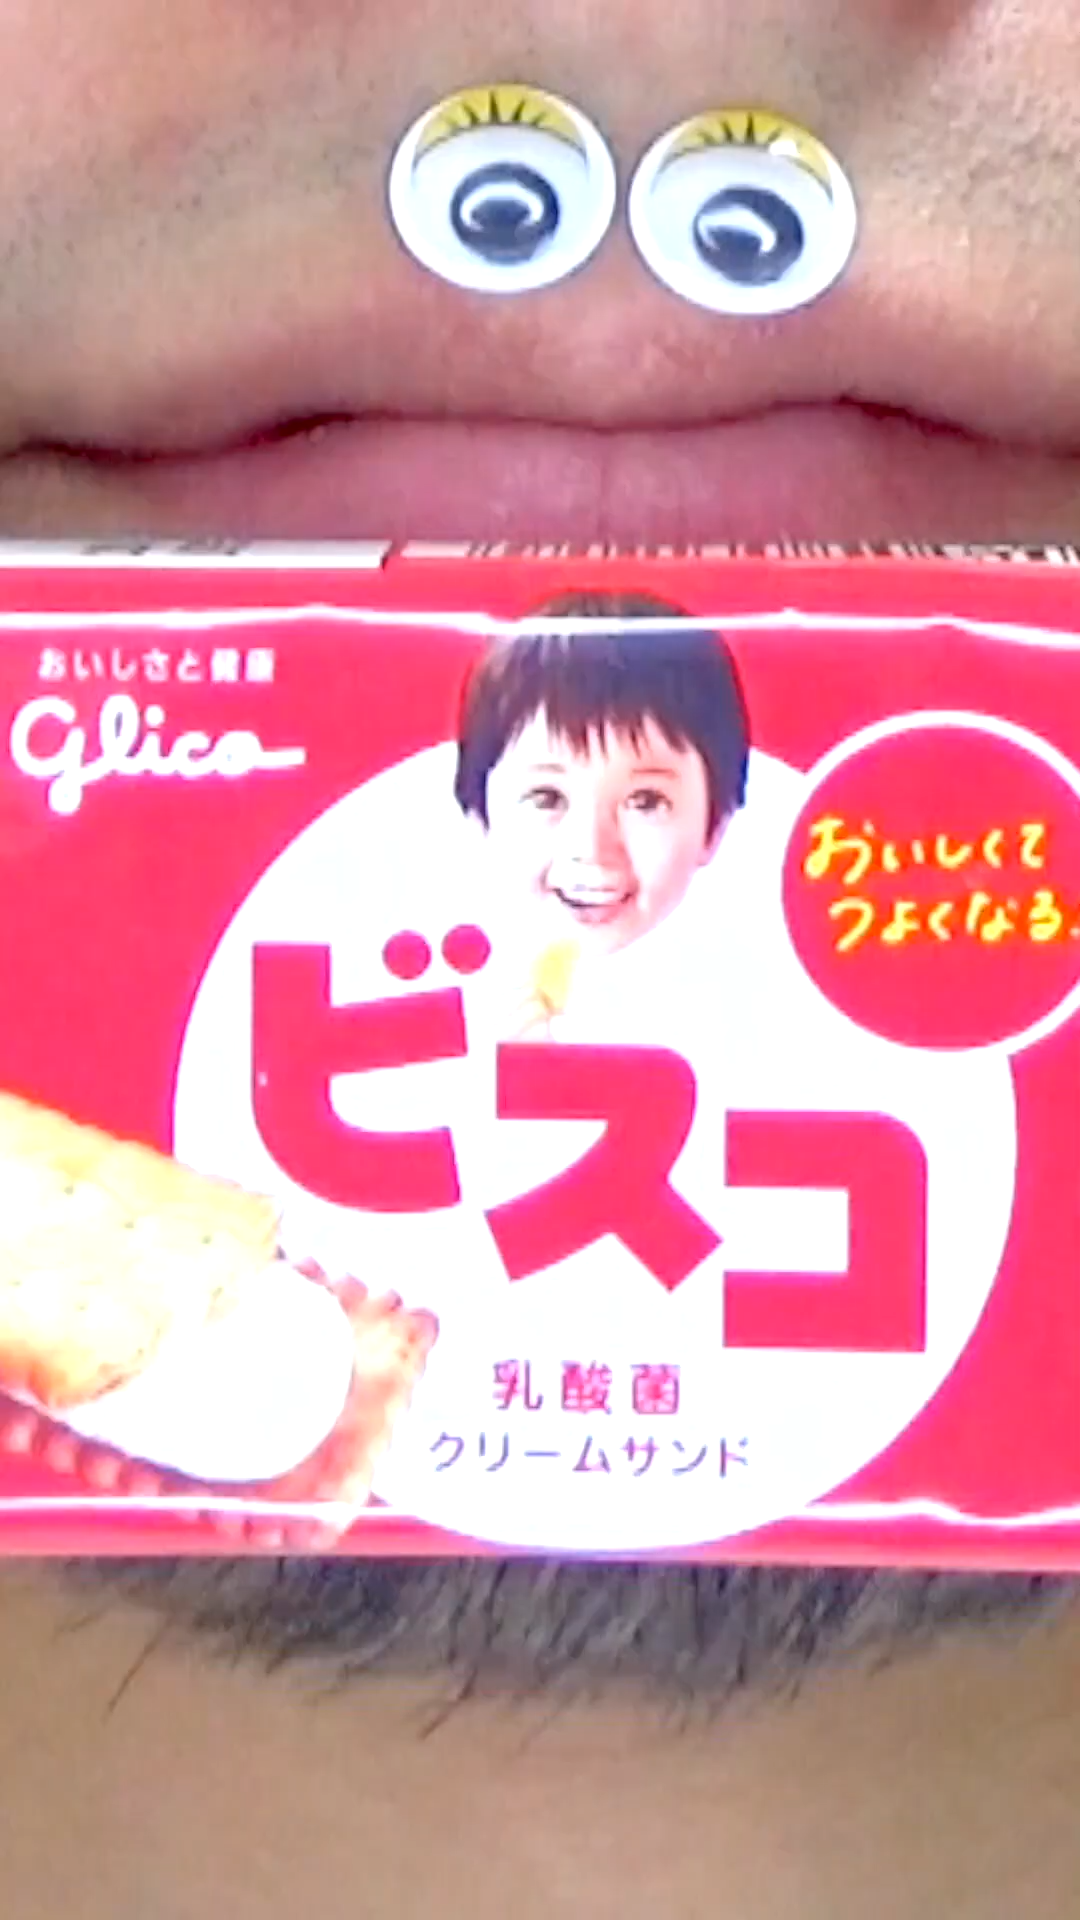 おいしさと健康
glico
おいしくて
つよくなる。
ビスコ
乳酸菌
クリームサンド